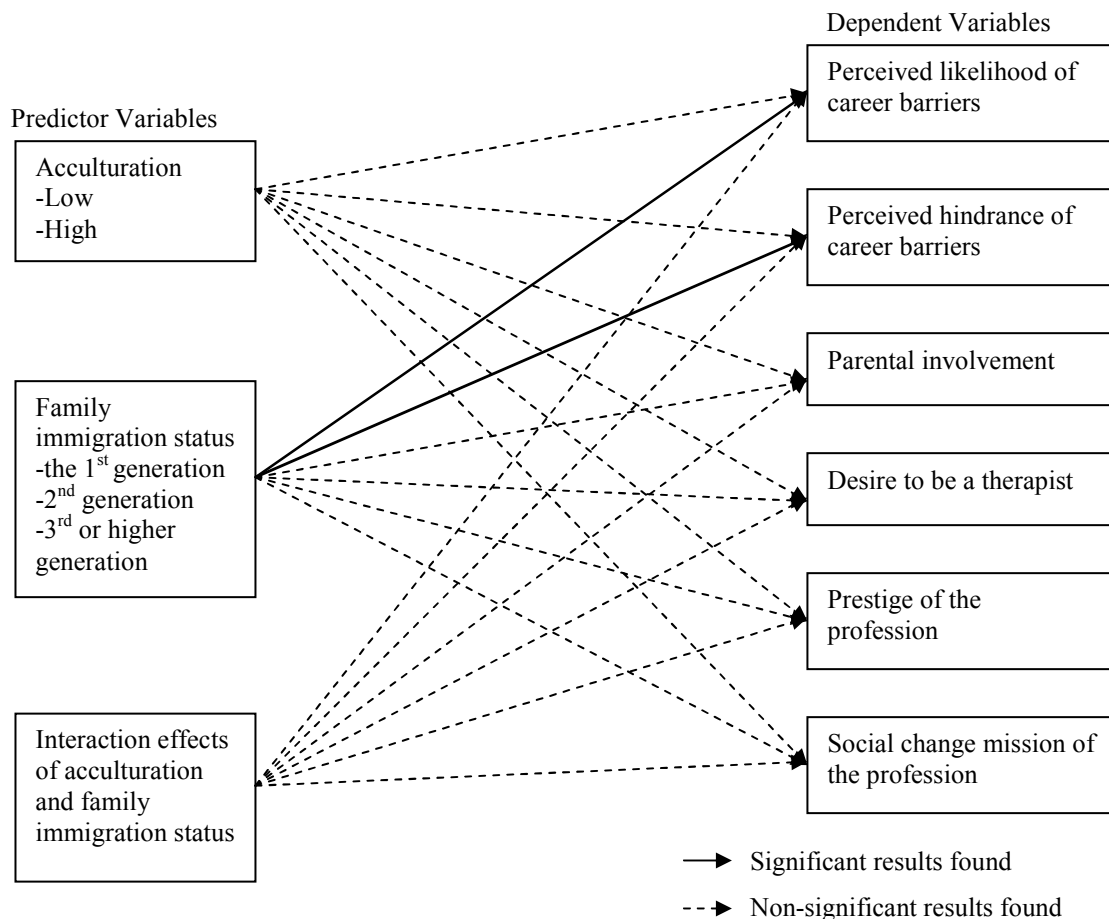 Predictor Variables
Acculturation
-Low
-High
Family
immigration status
-the 1st generation
-2nd generation
-3rd or higher
generation
Interaction effects
of acculturation
and family
immigration status
Dependent Variables
Perceived likelihood of
career barriers
Perceived hindrance of
career barriers
Parental involvement
Desire to be a therapist
Prestige of the
profession
Social change mission of
the profession
Significant results found
Non-significant results found